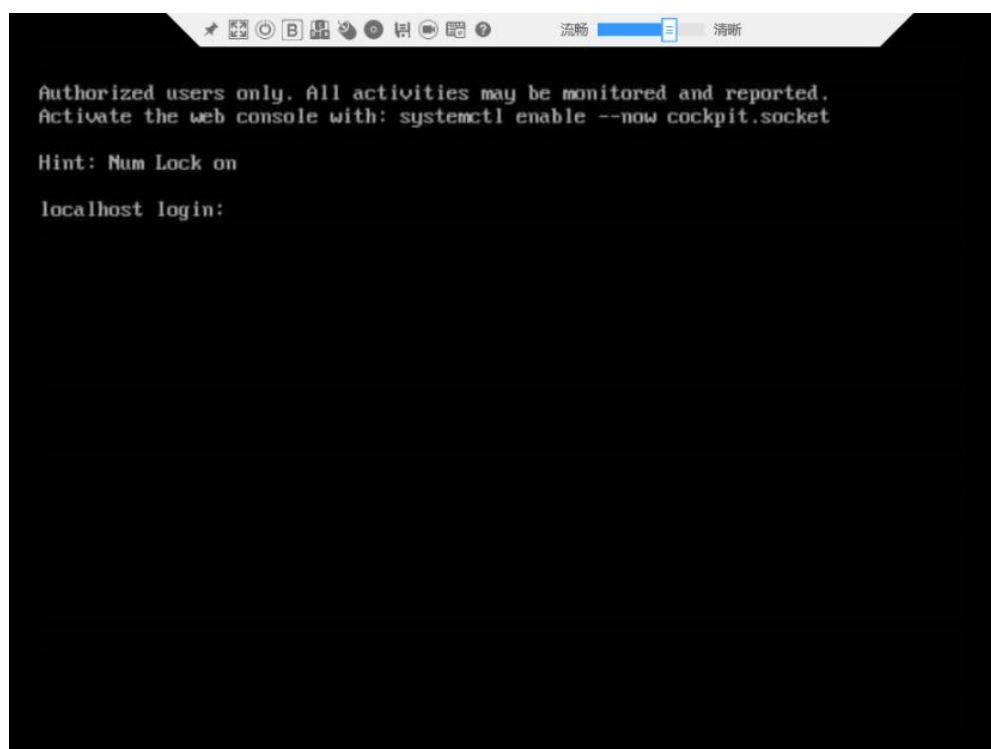 B
流畅 清晰
Authorized users only. All activities may be monitored and reported.
Activate the web console with: systemctl enable --now cockpit.socket
Hint: Num Lock on
localhost login: